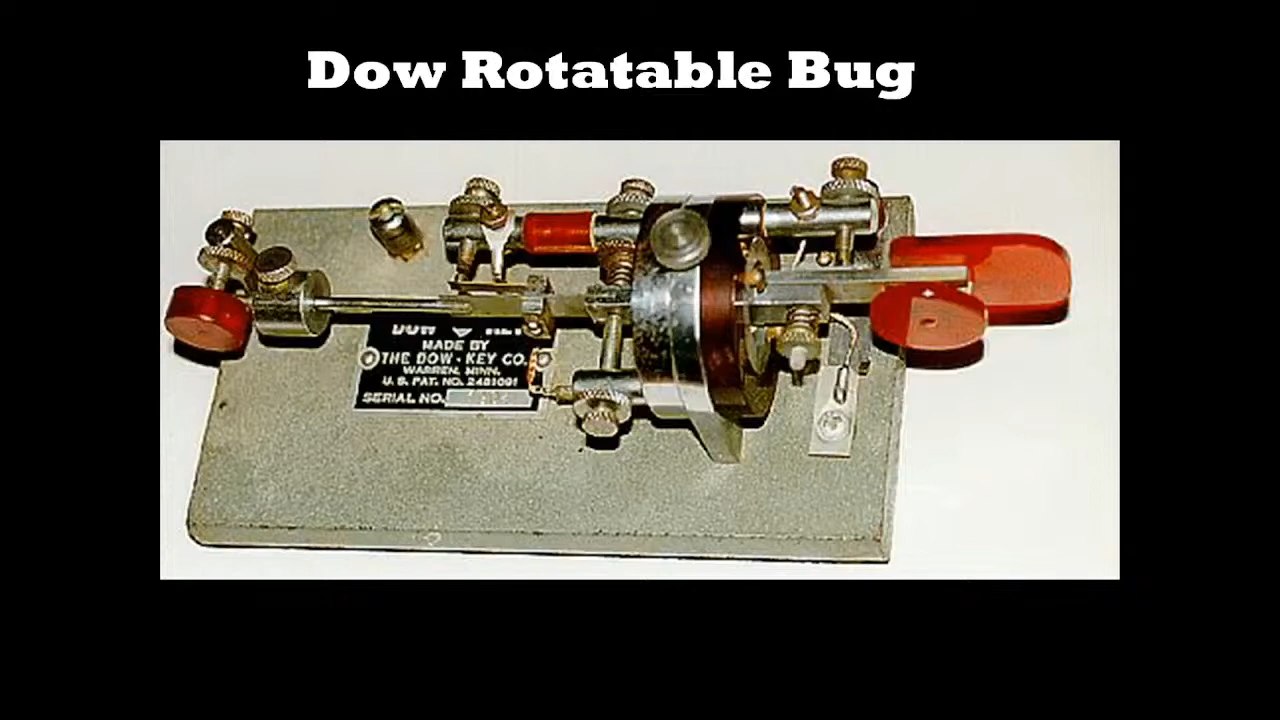 Dow Rotatable Bug
MADE BY
THE DOW-KEY CO.
WARREN, MINN.
U.S. PAT. NO. 2481091
SERIAL NO.